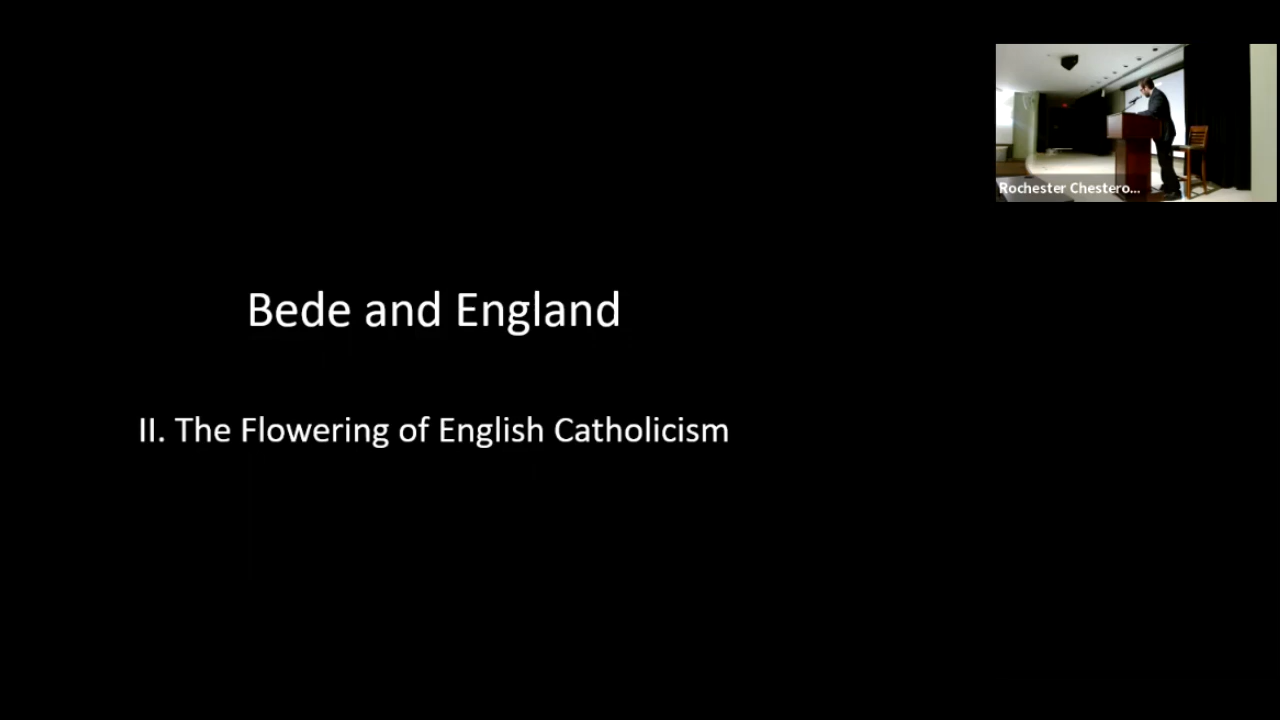 Rochester Chestero...
Bede and England
II. The Flowering of English Catholicism